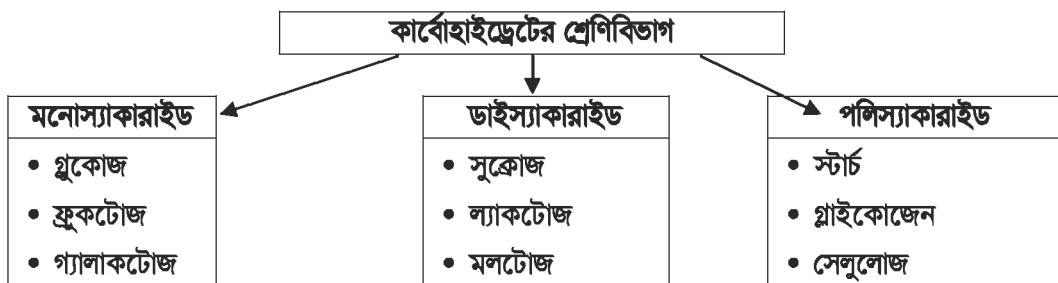 কার্বোহাইড্রেটের শ্রেণিবিভাগ
মনোস্যাকারাইড
• গ্লুকোজ
• ফ্রুকটোজ
• গ্যালাকটোজ
ডাইস্যাকারাইড
• সুক্রোজ
• ল্যাকটোজ
• মলটোজ
পলিস্যাকারাইড
• স্টার্চ
• গ্লাইকোজেন
• সেলুলোজ